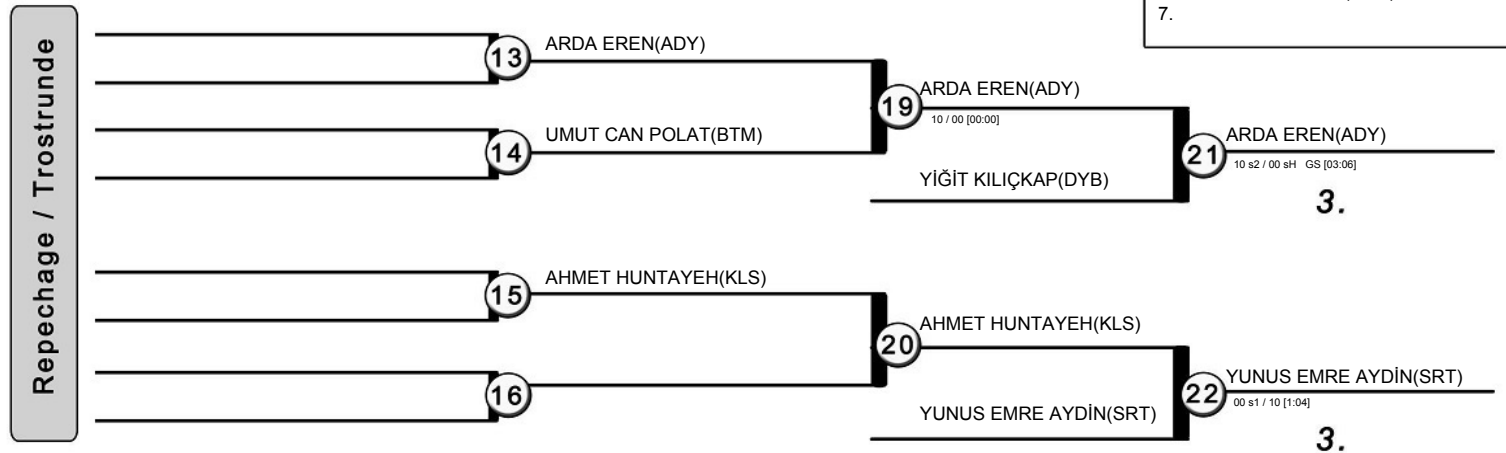 Repechage / Trostrunde
7.
13
ARDA EREN(ADY)
14
UMUT CAN POLAT(BTM)
19
ARDA EREN(ADY)
10 / 00 [00:00]
YİĞİT KILIÇKAP(DYB)
21
ARDA EREN(ADY)
10 s2 / 00 sH GS [03:06]
3.
15
AHMET HUNTAYEH(KLS)
16
20
AHMET HUNTAYEH(KLS)
YUNUS EMRE AYDİN(SRT)
22
YUNUS EMRE AYDİN(SRT)
00 s1 / 10 [1:04]
3.